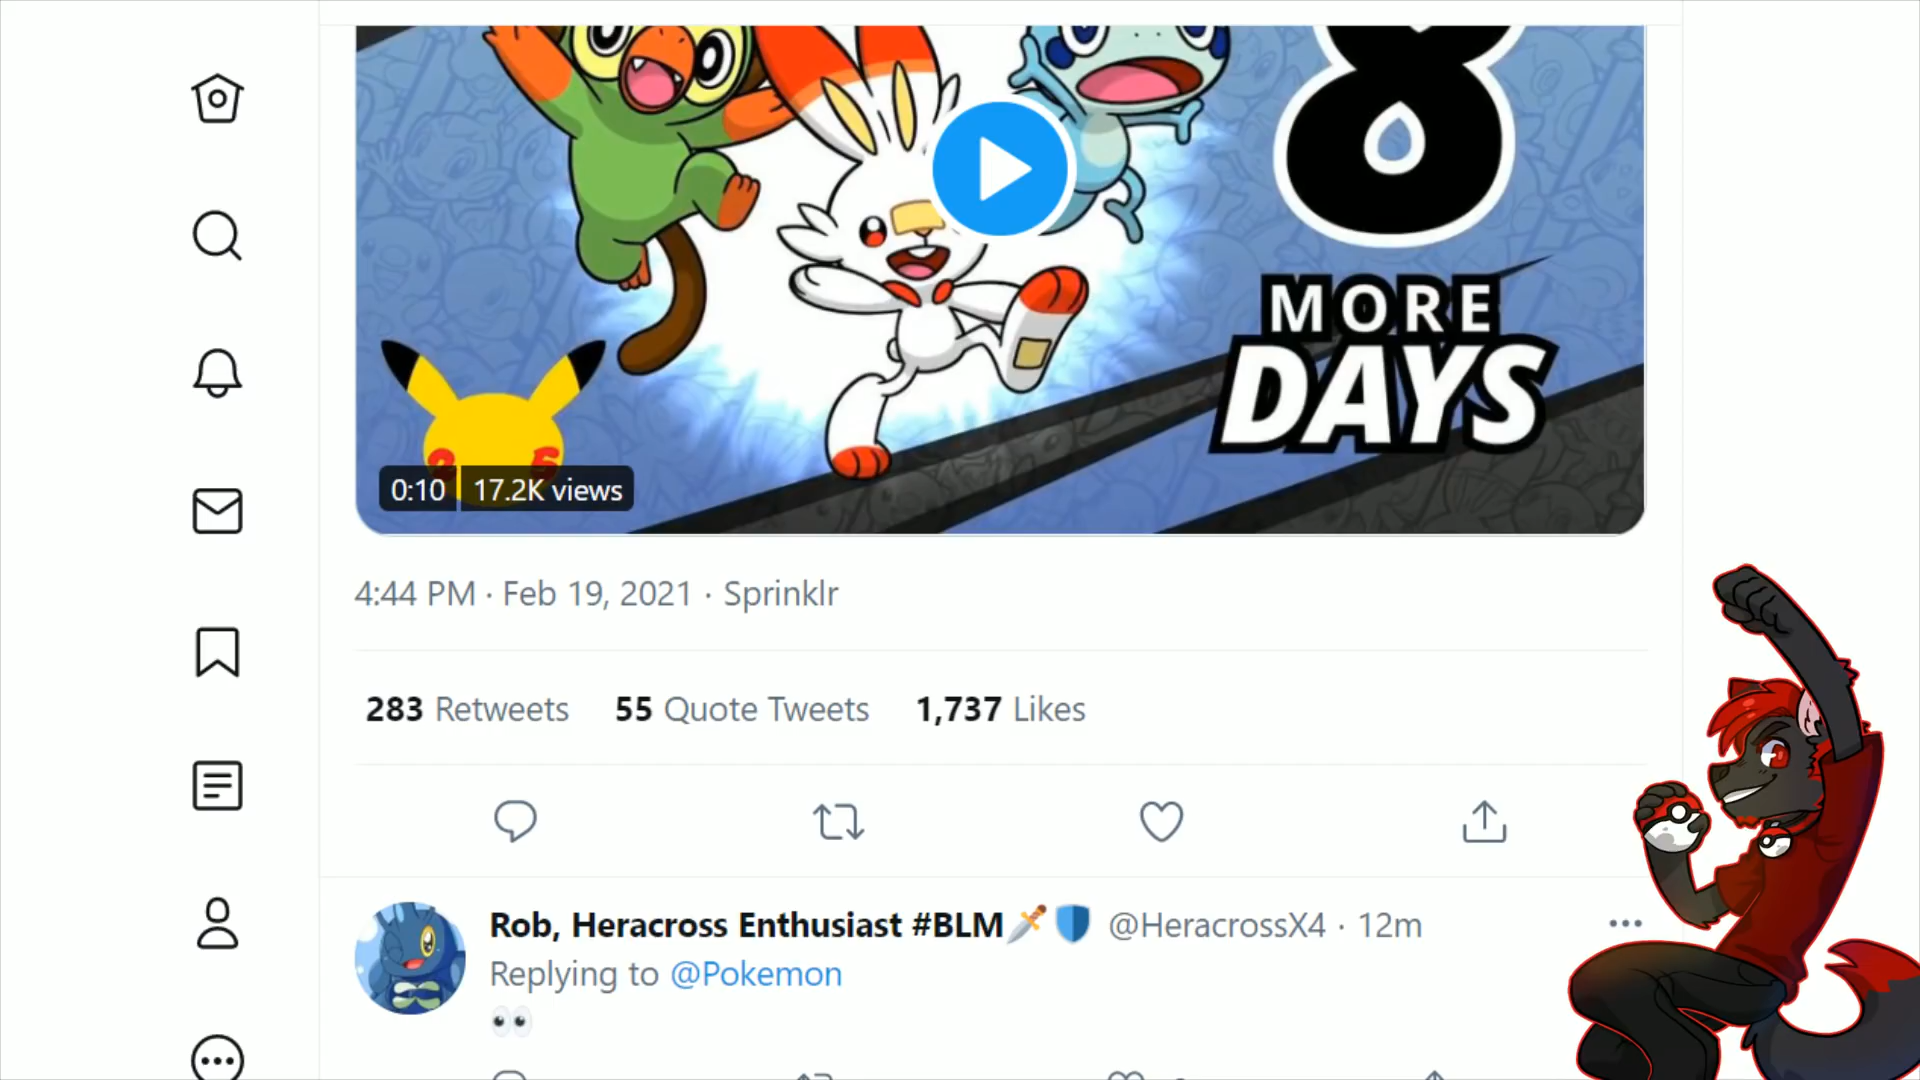 8
MORE
DAYS
25
0:10 17.2K views
4:44 PM · Feb 19, 2021 · Sprinklr
283 Retweets 55 Quote Tweets 1,737 Likes
Rob, Heracross Enthusiast #BLM🗡️🛡️ @HeracrossX4 · 12m
Replying to @Pokemon
👀